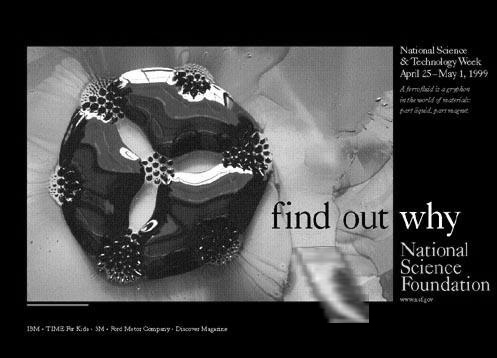 National Science
& Technology Week
April 25-May 1, 1999
A ferrofluid is a gryphon
in the world of materials:
part liquid, part magnet.
find out why
National
Science
Foundation
www.nsf.gov
IBM • TIME For Kids • 3M • Ford Motor Company • Discover Magazine